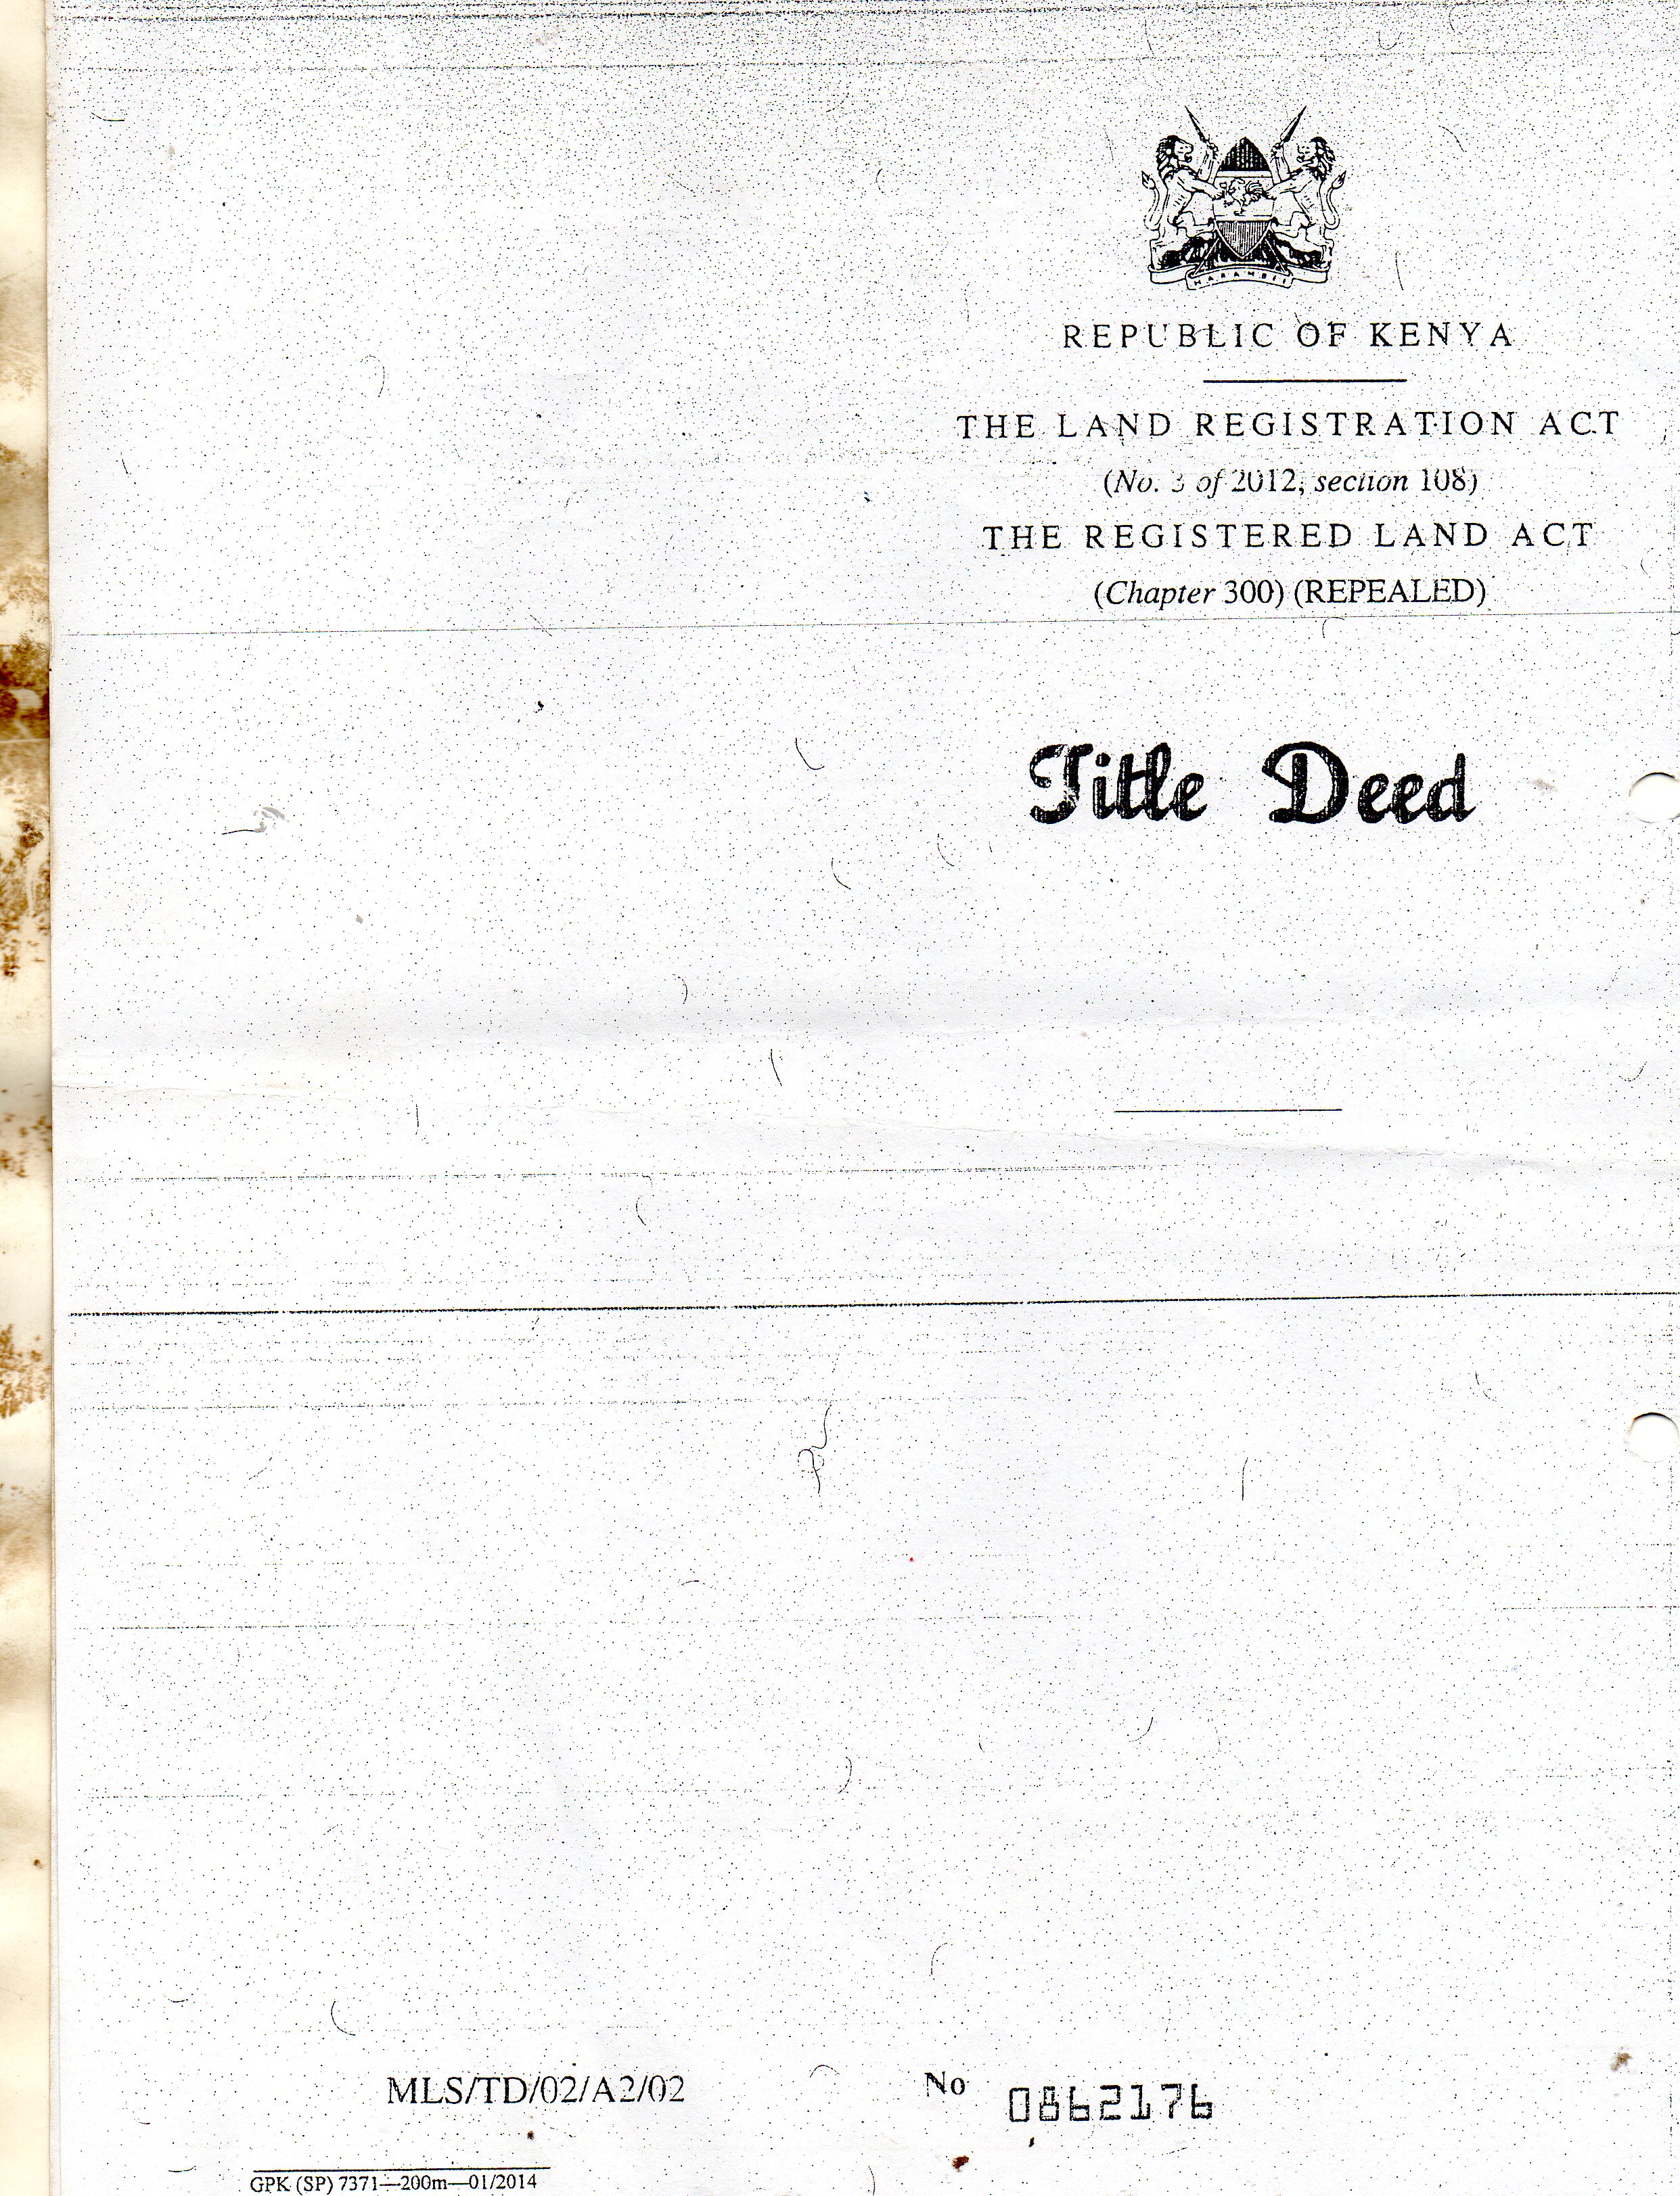 HARAMBEE
REPUBLIC OF KENYA
THE LAND REGISTRATION ACT
(No. 3 of 2012, section 108)
THE REGISTERED LAND ACT
(Chapter 300) (REPEALED)
Title Deed
MLS/TD/02/A2/02
No 0862176
GPK (SP) 7371—200m—01/2014